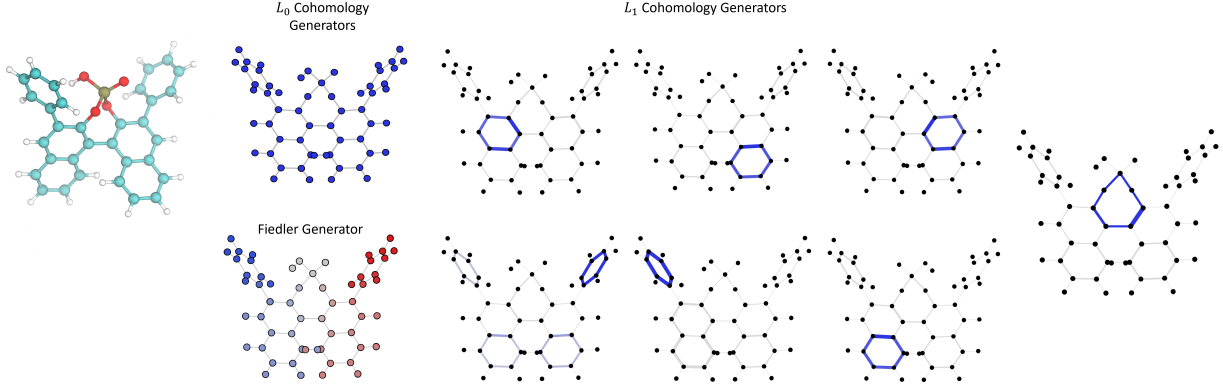 L₀ Cohomology
Generators
L₁ Cohomology Generators
Fiedler Generator